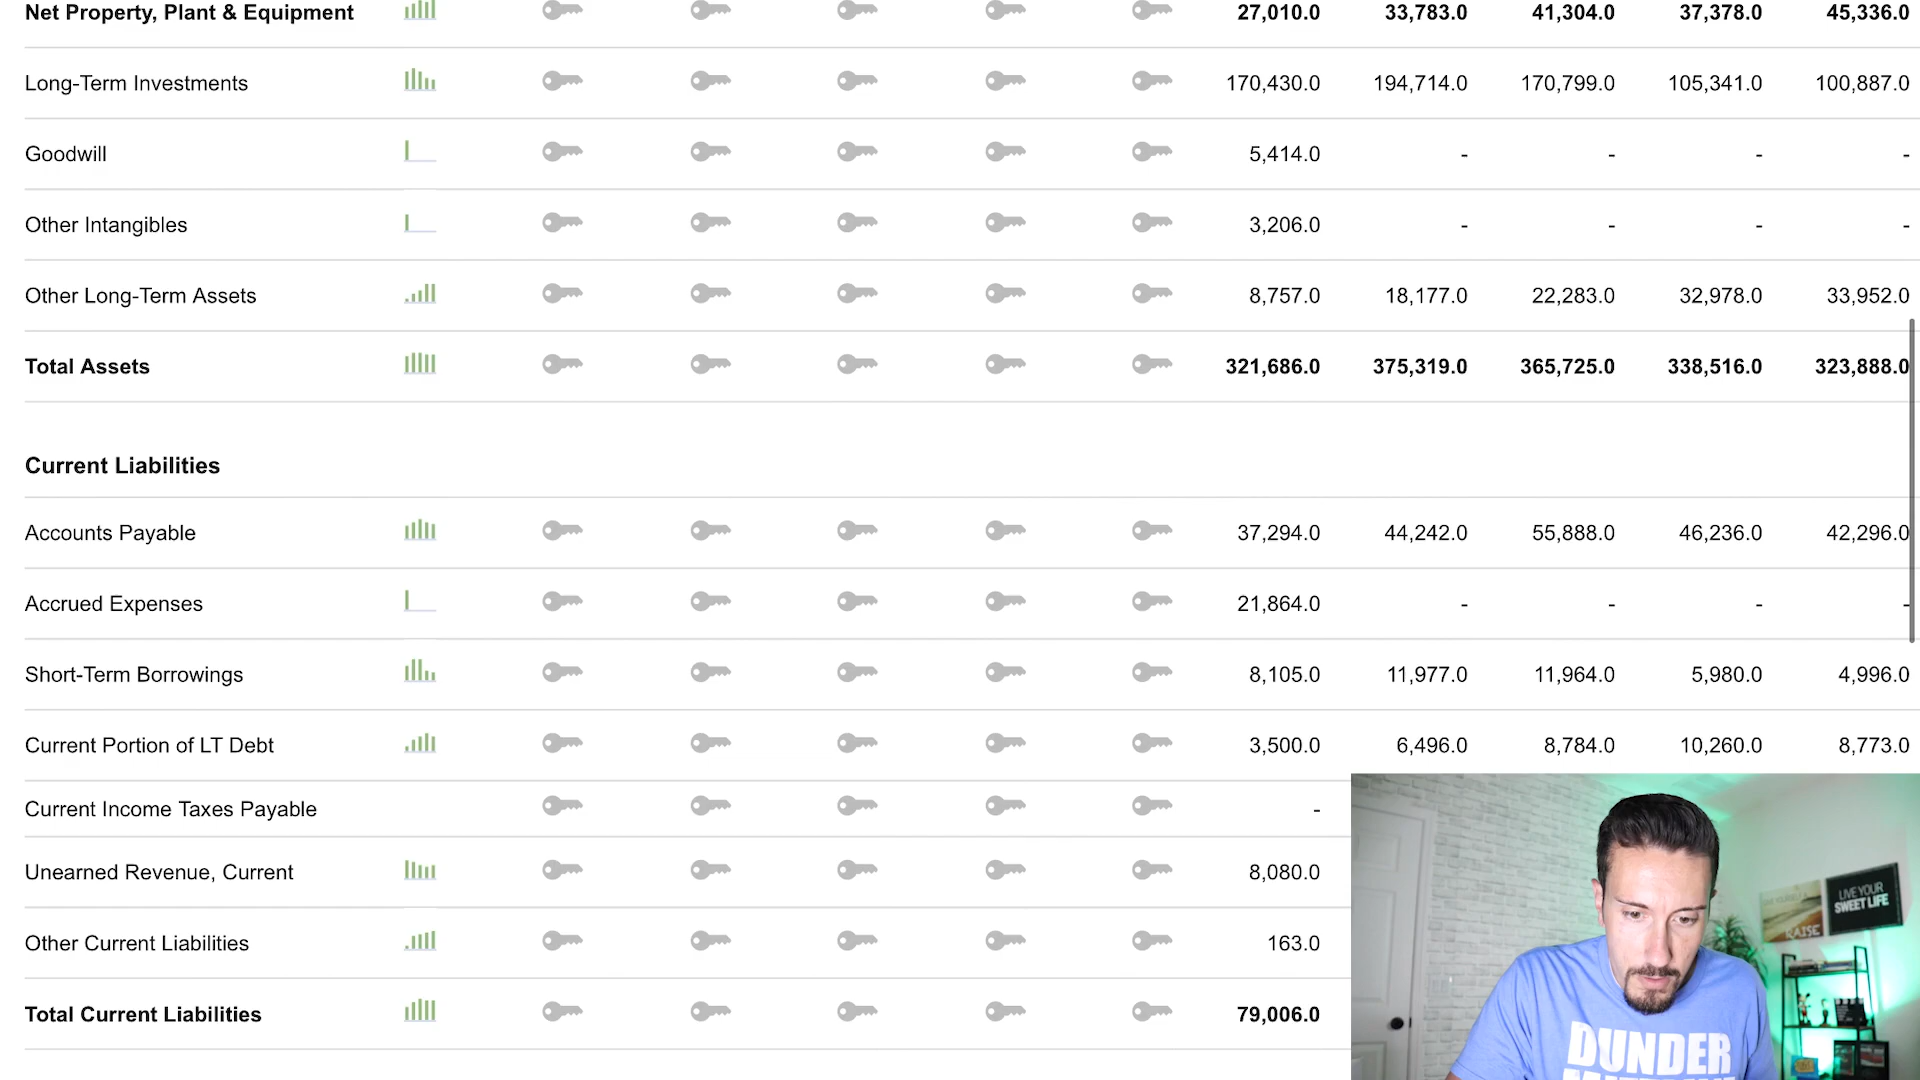 Net Property, Plant & Equipment 27,010.0 33,783.0 41,304.0 37,378.0 45,336.0
Long-Term Investments 170,430.0 194,714.0 170,799.0 105,341.0 100,887.0
Goodwill 5,414.0 - - - -
Other Intangibles 3,206.0 - - - -
Other Long-Term Assets 8,757.0 18,177.0 22,283.0 32,978.0 33,952.0
Total Assets 321,686.0 375,319.0 365,725.0 338,516.0 323,888.0
Current Liabilities
Accounts Payable 37,294.0 44,242.0 55,888.0 46,236.0 42,296.0
Accrued Expenses 21,864.0 - - - -
Short-Term Borrowings 8,105.0 11,977.0 11,964.0 5,980.0 4,996.0
Current Portion of LT Debt 3,500.0 6,496.0 8,784.0 10,260.0 8,773.0
Current Income Taxes Payable -
Unearned Revenue, Current 8,080.0
Other Current Liabilities 163.0
Total Current Liabilities 79,006.0
LIVE YOUR
SWEET LIFE
RAISE
DUNDER